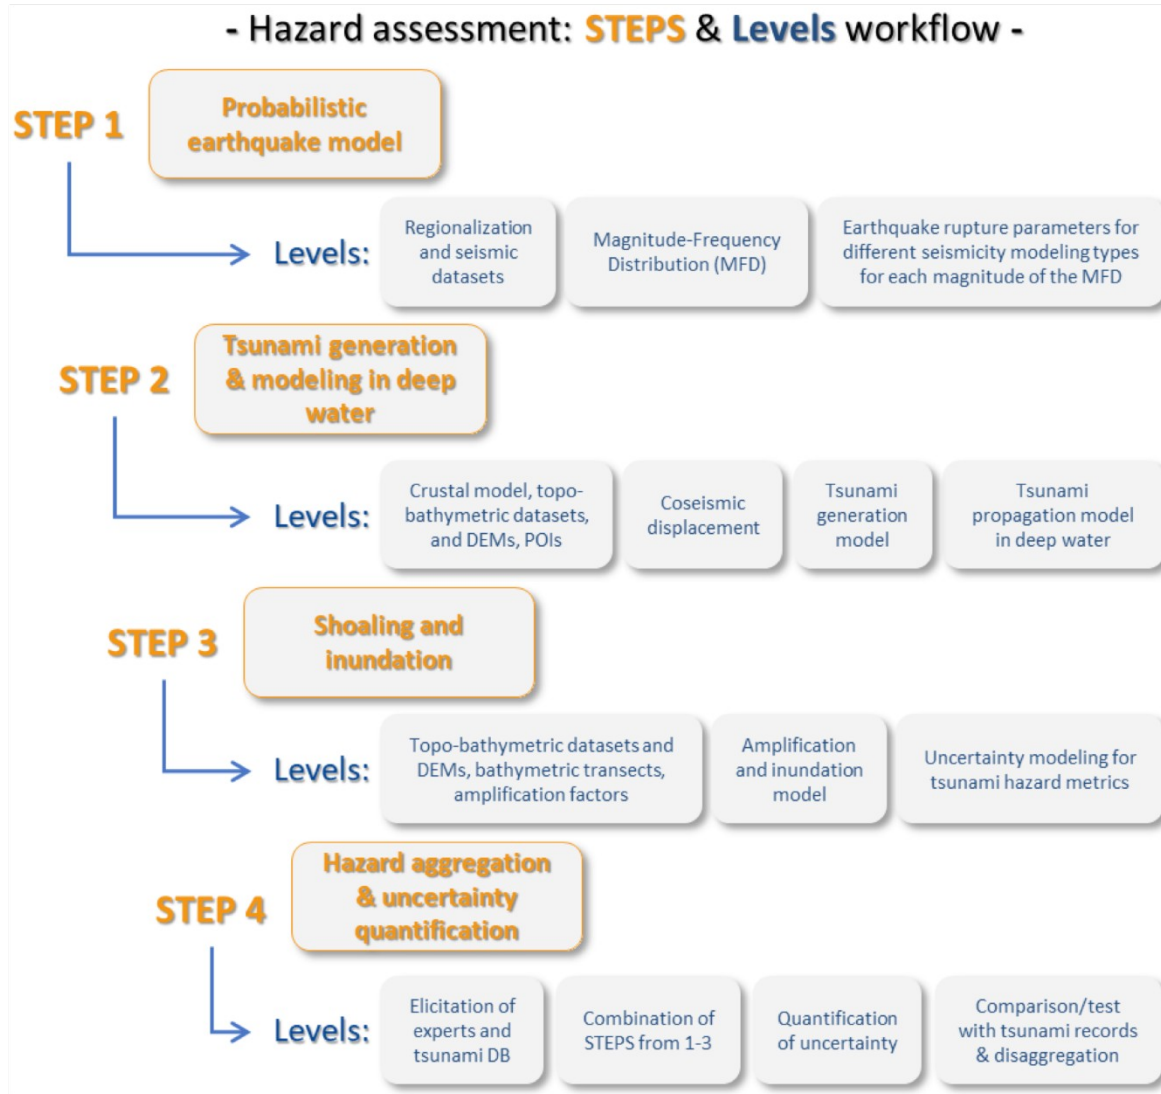 - Hazard assessment: STEPS & Levels workflow -
STEP 1
Probabilistic
earthquake model
Levels:
Regionalization
and seismic
datasets
Magnitude-Frequency
Distribution (MFD)
Earthquake rupture parameters for
different seismicity modeling types
for each magnitude of the MFD
STEP 2
Tsunami generation
& modeling in deep
water
Levels:
Crustal model, topo-
bathymetric datasets,
and DEMs, POIs
Coseismic
displacement
Tsunami
generation
model
Tsunami
propagation model
in deep water
STEP 3
Shoaling and
inundation
Levels:
Topo-bathymetric datasets and
DEMs, bathymetric transects,
amplification factors
Amplification
and inundation
model
Uncertainty modeling for
tsunami hazard metrics
STEP 4
Hazard aggregation
& uncertainty
quantification
Levels:
Elicitation of
experts and
tsunami DB
Combination of
STEPS from 1-3
Quantification
of uncertainty
Comparison/test
with tsunami records
& disaggregation